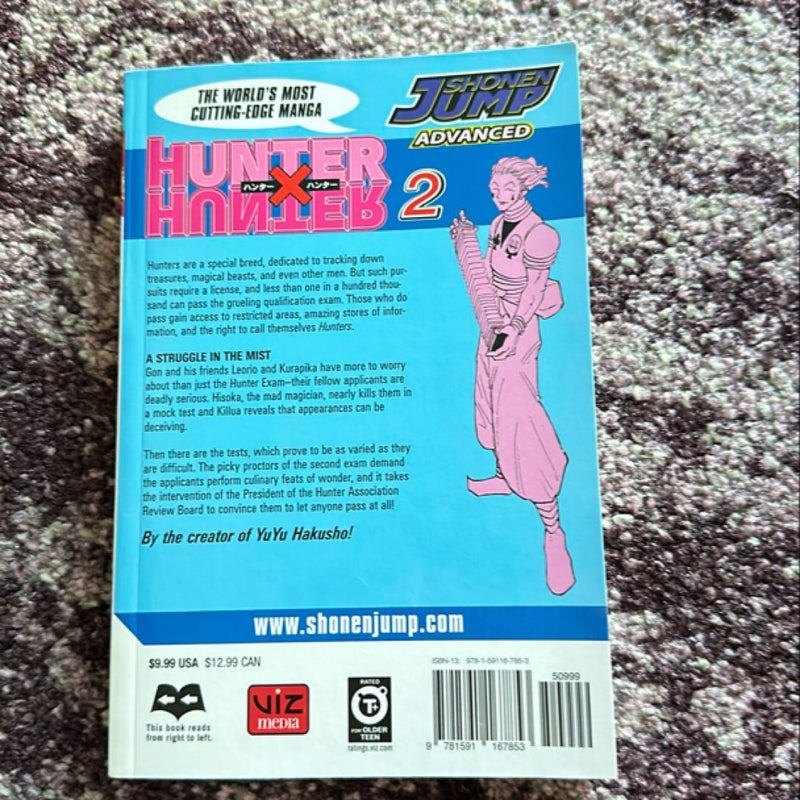 THE WORLD'S MOST
CUTTING-EDGE MANGA
SHONEN
JUMP
ADVANCED
HUNTER
ハンター X ハンター
HUNTER
2
Hunters are a special breed, dedicated to tracking down
treasures, magical beasts, and even other men. But such pur-
suits require a license, and less than one in a hundred thou-
sand can pass the grueling qualification exam. Those who do
pass gain access to restricted areas, amazing stores of infor-
mation, and the right to call themselves Hunters.
A STRUGGLE IN THE MIST
Gon and his friends Leorio and Kurapika have more to worry
about than just the Hunter Exam—their fellow applicants are
deadly serious. Hisoka, the mad magician, nearly kills them in
a mock test and Killua reveals that appearances can be
deceiving.
Then there are the tests, which prove to be as varied as they
are difficult. The picky proctors of the second exam demand
the applicants perform culinary feats of wonder, and it takes
the intervention of the President of the Hunter Association
Review Board to convince them to let anyone pass at all!
By the creator of YuYu Hakusho!
www.shonenjump.com
$9.99 USA $12.99 CAN
This book reads
from right to left.
VIZ
media
RATED
T+
FOR OLDER
TEEN
ratings.viz.com
ISBN-13: 978-1-59116-785-3
50999
9 781591 167853